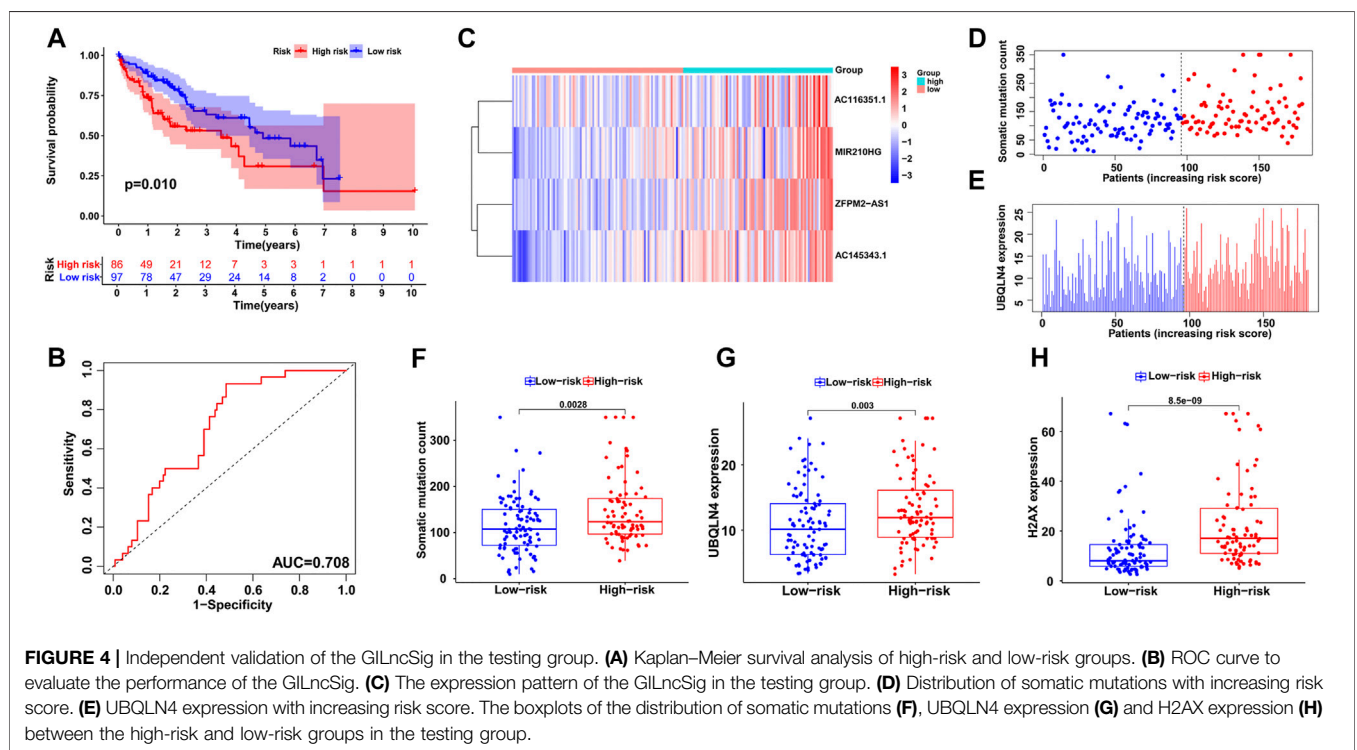 A
Risk High risk Low risk
Survival probability
1.00
0.75
0.50
0.25
0.00
p=0.010
0 1 2 3 4 5 6 7 8 9 10
Time(years)
Risk
High risk 86 49 21 12 7 3 3 1 1 1 1
Low risk 97 78 47 29 24 14 8 2 0 0 0
0 1 2 3 4 5 6 7 8 9 10
Time(years)
B
Sensitivity
1.0
0.8
0.6
0.4
0.2
0.0
AUC=0.708
0.0 0.2 0.4 0.6 0.8 1.0
1−Specificity
C
Group
AC116351.1
MIR210HG
ZFPM2−AS1
AC145343.1
3
2
1
0
−1
−2
−3
Group
high
low
D
Somatic mutation count
350
250
150
50
0
0 50 100 150
Patients (increasing risk score)
E
UBQLN4 expression
25
20
15
10
5
0 50 100 150
Patients (increasing risk score)
F
Low−risk High−risk
0.0028
Somatic mutation count
300
200
100
0
Low−risk High−risk
G
Low−risk High−risk
0.003
UBQLN4 expression
20
10
Low−risk High−risk
H
Low−risk High−risk
8.5e−09
H2AX expression
60
40
20
0
Low−risk High−risk
FIGURE 4 | Independent validation of the GILncSig in the testing group. (A) Kaplan–Meier survival analysis of high-risk and low-risk groups. (B) ROC curve to
evaluate the performance of the GILncSig. (C) The expression pattern of the GILncSig in the testing group. (D) Distribution of somatic mutations with increasing risk
score. (E) UBQLN4 expression with increasing risk score. The boxplots of the distribution of somatic mutations (F), UBQLN4 expression (G) and H2AX expression (H)
between the high-risk and low-risk groups in the testing group.